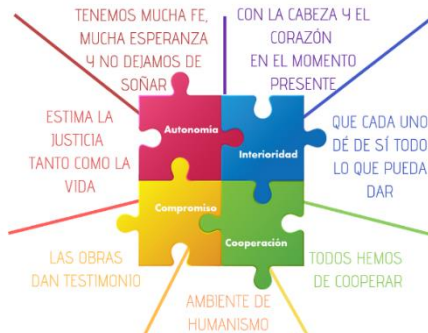 TENEMOS MUCHA FE,
MUCHA ESPERANZA
Y NO DEJAMOS DE
SOÑAR
CON LA CABEZA Y EL
CORAZÓN
EN EL MOMENTO
PRESENTE
ESTIMA LA
JUSTICIA
TANTO COMO LA
VIDA
Autonomía
Interioridad
QUE CADA UNO
DÉ DE SÍ TODO
LO QUE PUEDA
DAR
Compromiso
Cooperación
LAS OBRAS
DAN TESTIMONIO
TODOS HEMOS
DE COOPERAR
AMBIENTE DE
HUMANISMO